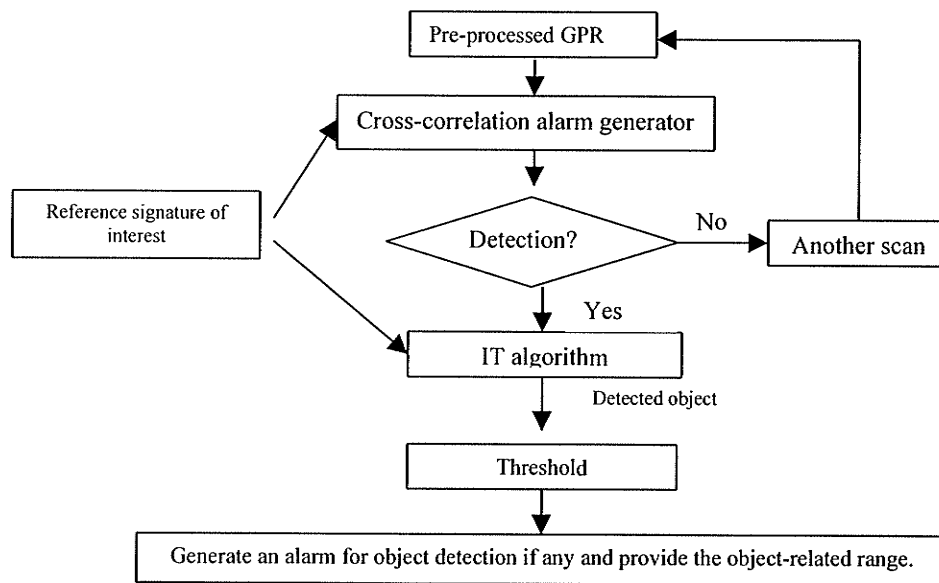 Pre-processed GPR
Cross-correlation alarm generator
Reference signature of
interest
Detection?
No
Another scan
Yes
IT algorithm
Detected object
Threshold
Generate an alarm for object detection if any and provide the object-related range.